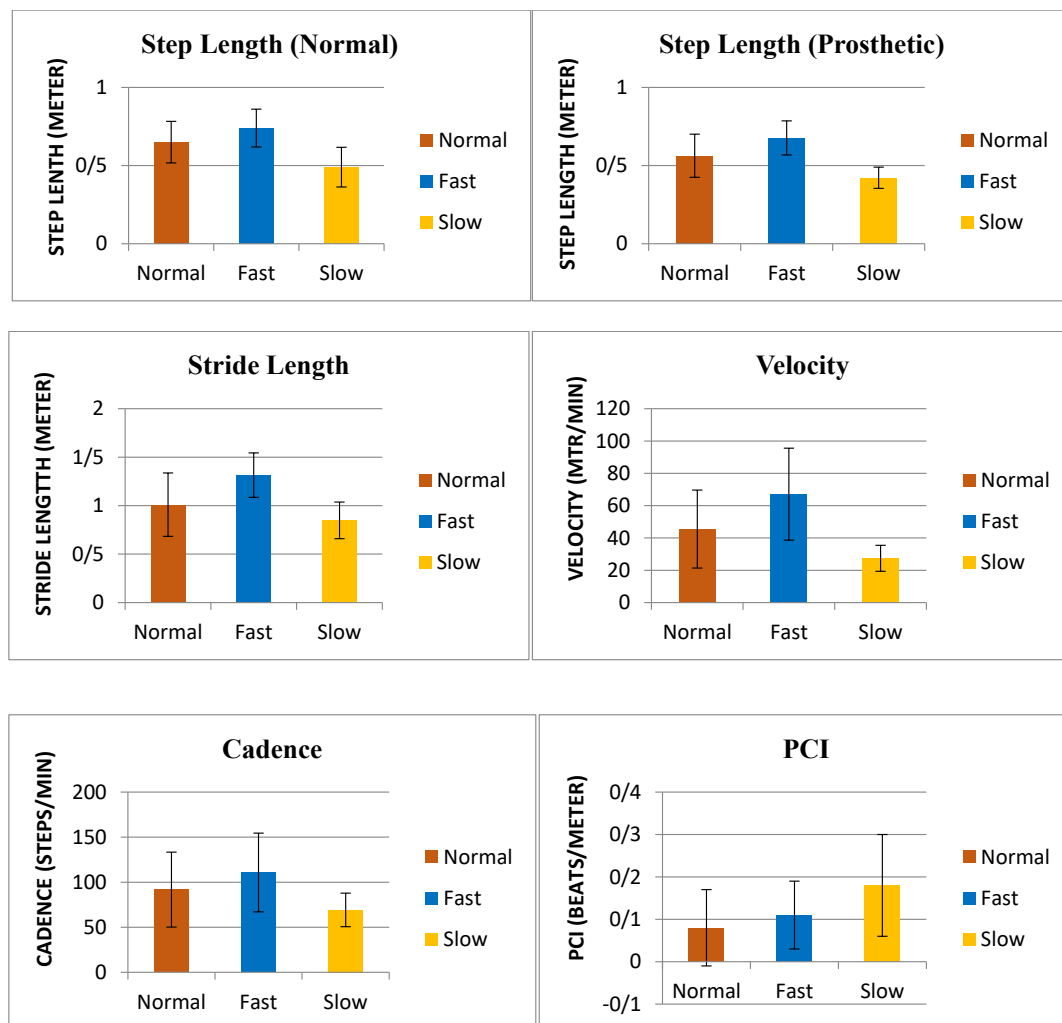 Step Length (Normal)
STEP LENTH (METER)
1
0/5
0
Normal
Fast
Slow
Normal
Fast
Slow
Step Length (Prosthetic)
STEP LENGTH (METER)
1
0/5
0
Normal
Fast
Slow
Normal
Fast
Slow
Stride Length
STRIDE LENGTTH (METER)
2
1/5
1
0/5
0
Normal
Fast
Slow
Normal
Fast
Slow
Velocity
VELOCITY (MTR/MIN)
120
100
80
60
40
20
0
Normal
Fast
Slow
Normal
Fast
Slow
Cadence
CADENCE (STEPS/MIN)
200
150
100
50
0
Normal
Fast
Slow
Normal
Fast
Slow
PCI
PCI (BEATS/METER)
0/4
0/3
0/2
0/1
0
-0/1
Normal
Fast
Slow
Normal
Fast
Slow